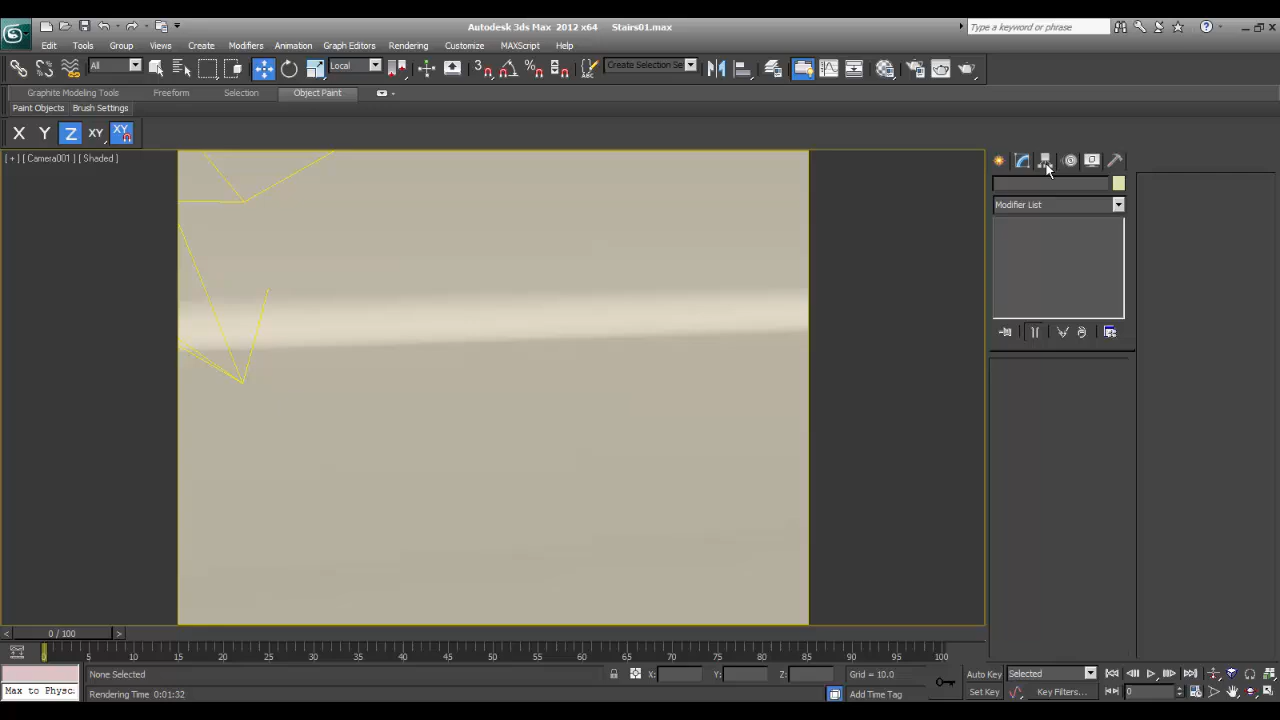 Autodesk 3ds Max 2012 x64 Stairs01.max
Type a keyword or phrase
Edit Tools Group Views Create Modifiers Animation Graph Editors Rendering Customize MAXScript Help
All Local Create Selection Se
Graphite Modeling Tools Freeform Selection Object Paint
Paint Objects Brush Settings
X Y Z XY XY
[ + ] [ Camera001 ] [ Shaded ]
Modifier List
< 0 / 100 >
0 5 10 15 20 25 30 35 40 45 50 55 60 65 70 75 80 85 90 95 100
None Selected X: Y: Z: Grid = 10.0 Auto Key Selected
Max to Physc. Rendering Time 0:01:32 Add Time Tag Set Key Key Filters... 0